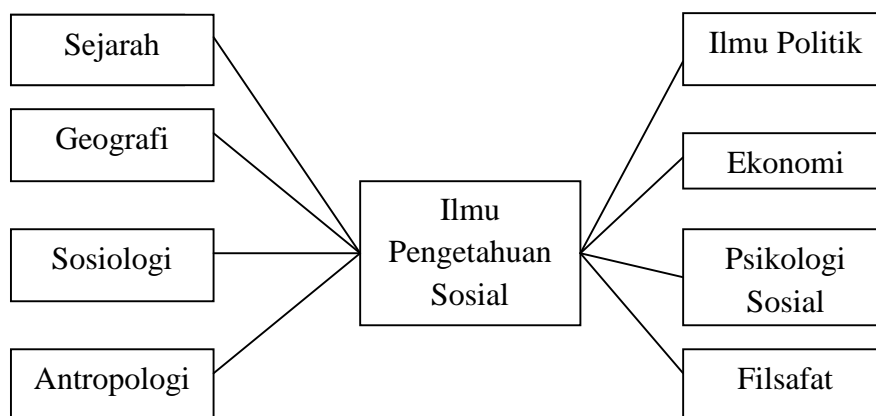 Sejarah
Geografi
Sosiologi
Antropologi
Ilmu
Pengetahuan
Sosial
Ilmu Politik
Ekonomi
Psikologi
Sosial
Filsafat